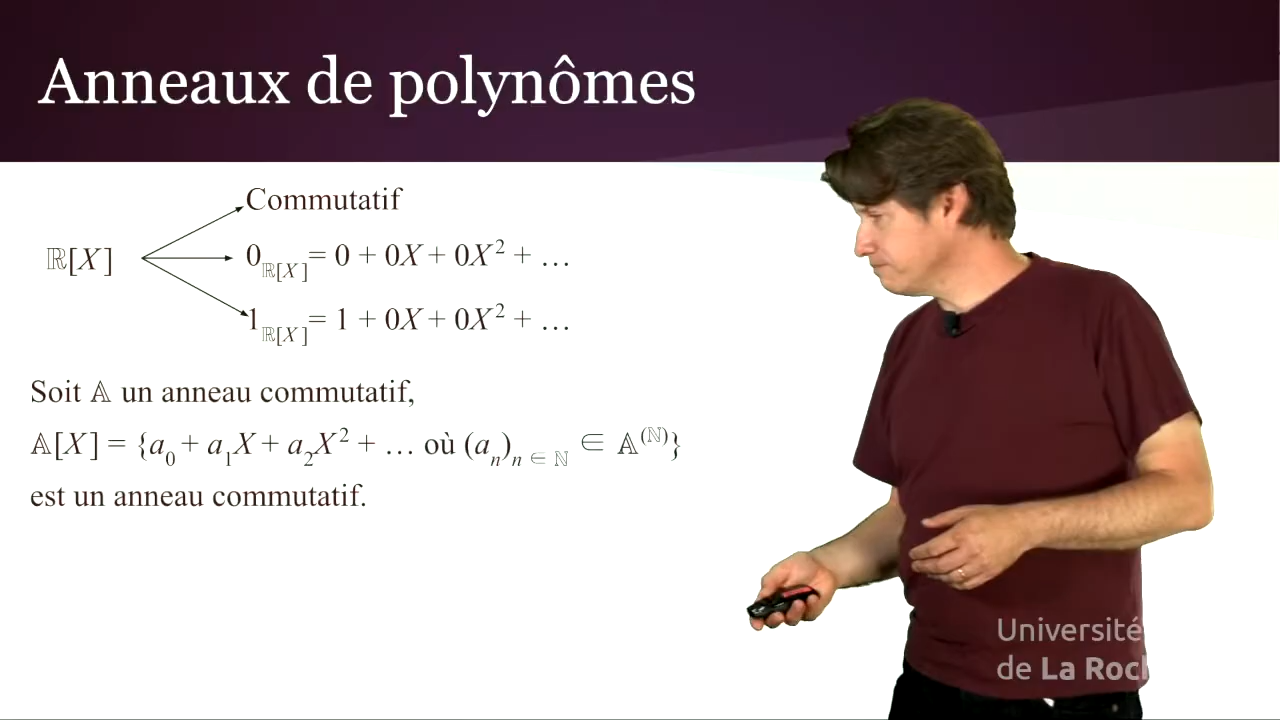 Anneaux de polynômes
Commutatif
ℝ[X]
0_ℝ[X] = 0 + 0X + 0X² + …
1_ℝ[X] = 1 + 0X + 0X² + …
Soit 𝔸 un anneau commutatif,
𝔸[X] = {a₀ + a₁X + a₂X² + … où (aₙ)ₙ ∈ ℕ ∈ 𝔸^(ℕ)}
est un anneau commutatif.
Université
de La Roc